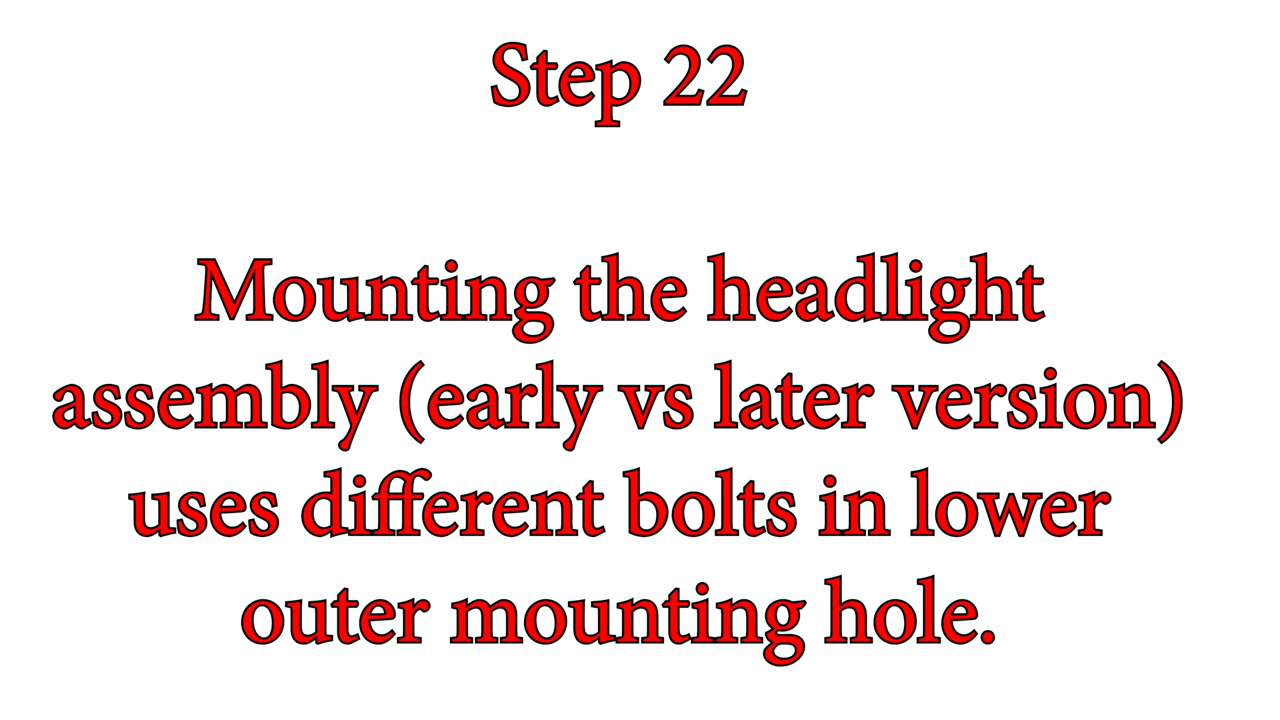 Step 22
Mounting the headlight
assembly (early vs later version)
uses different bolts in lower
outer mounting hole.